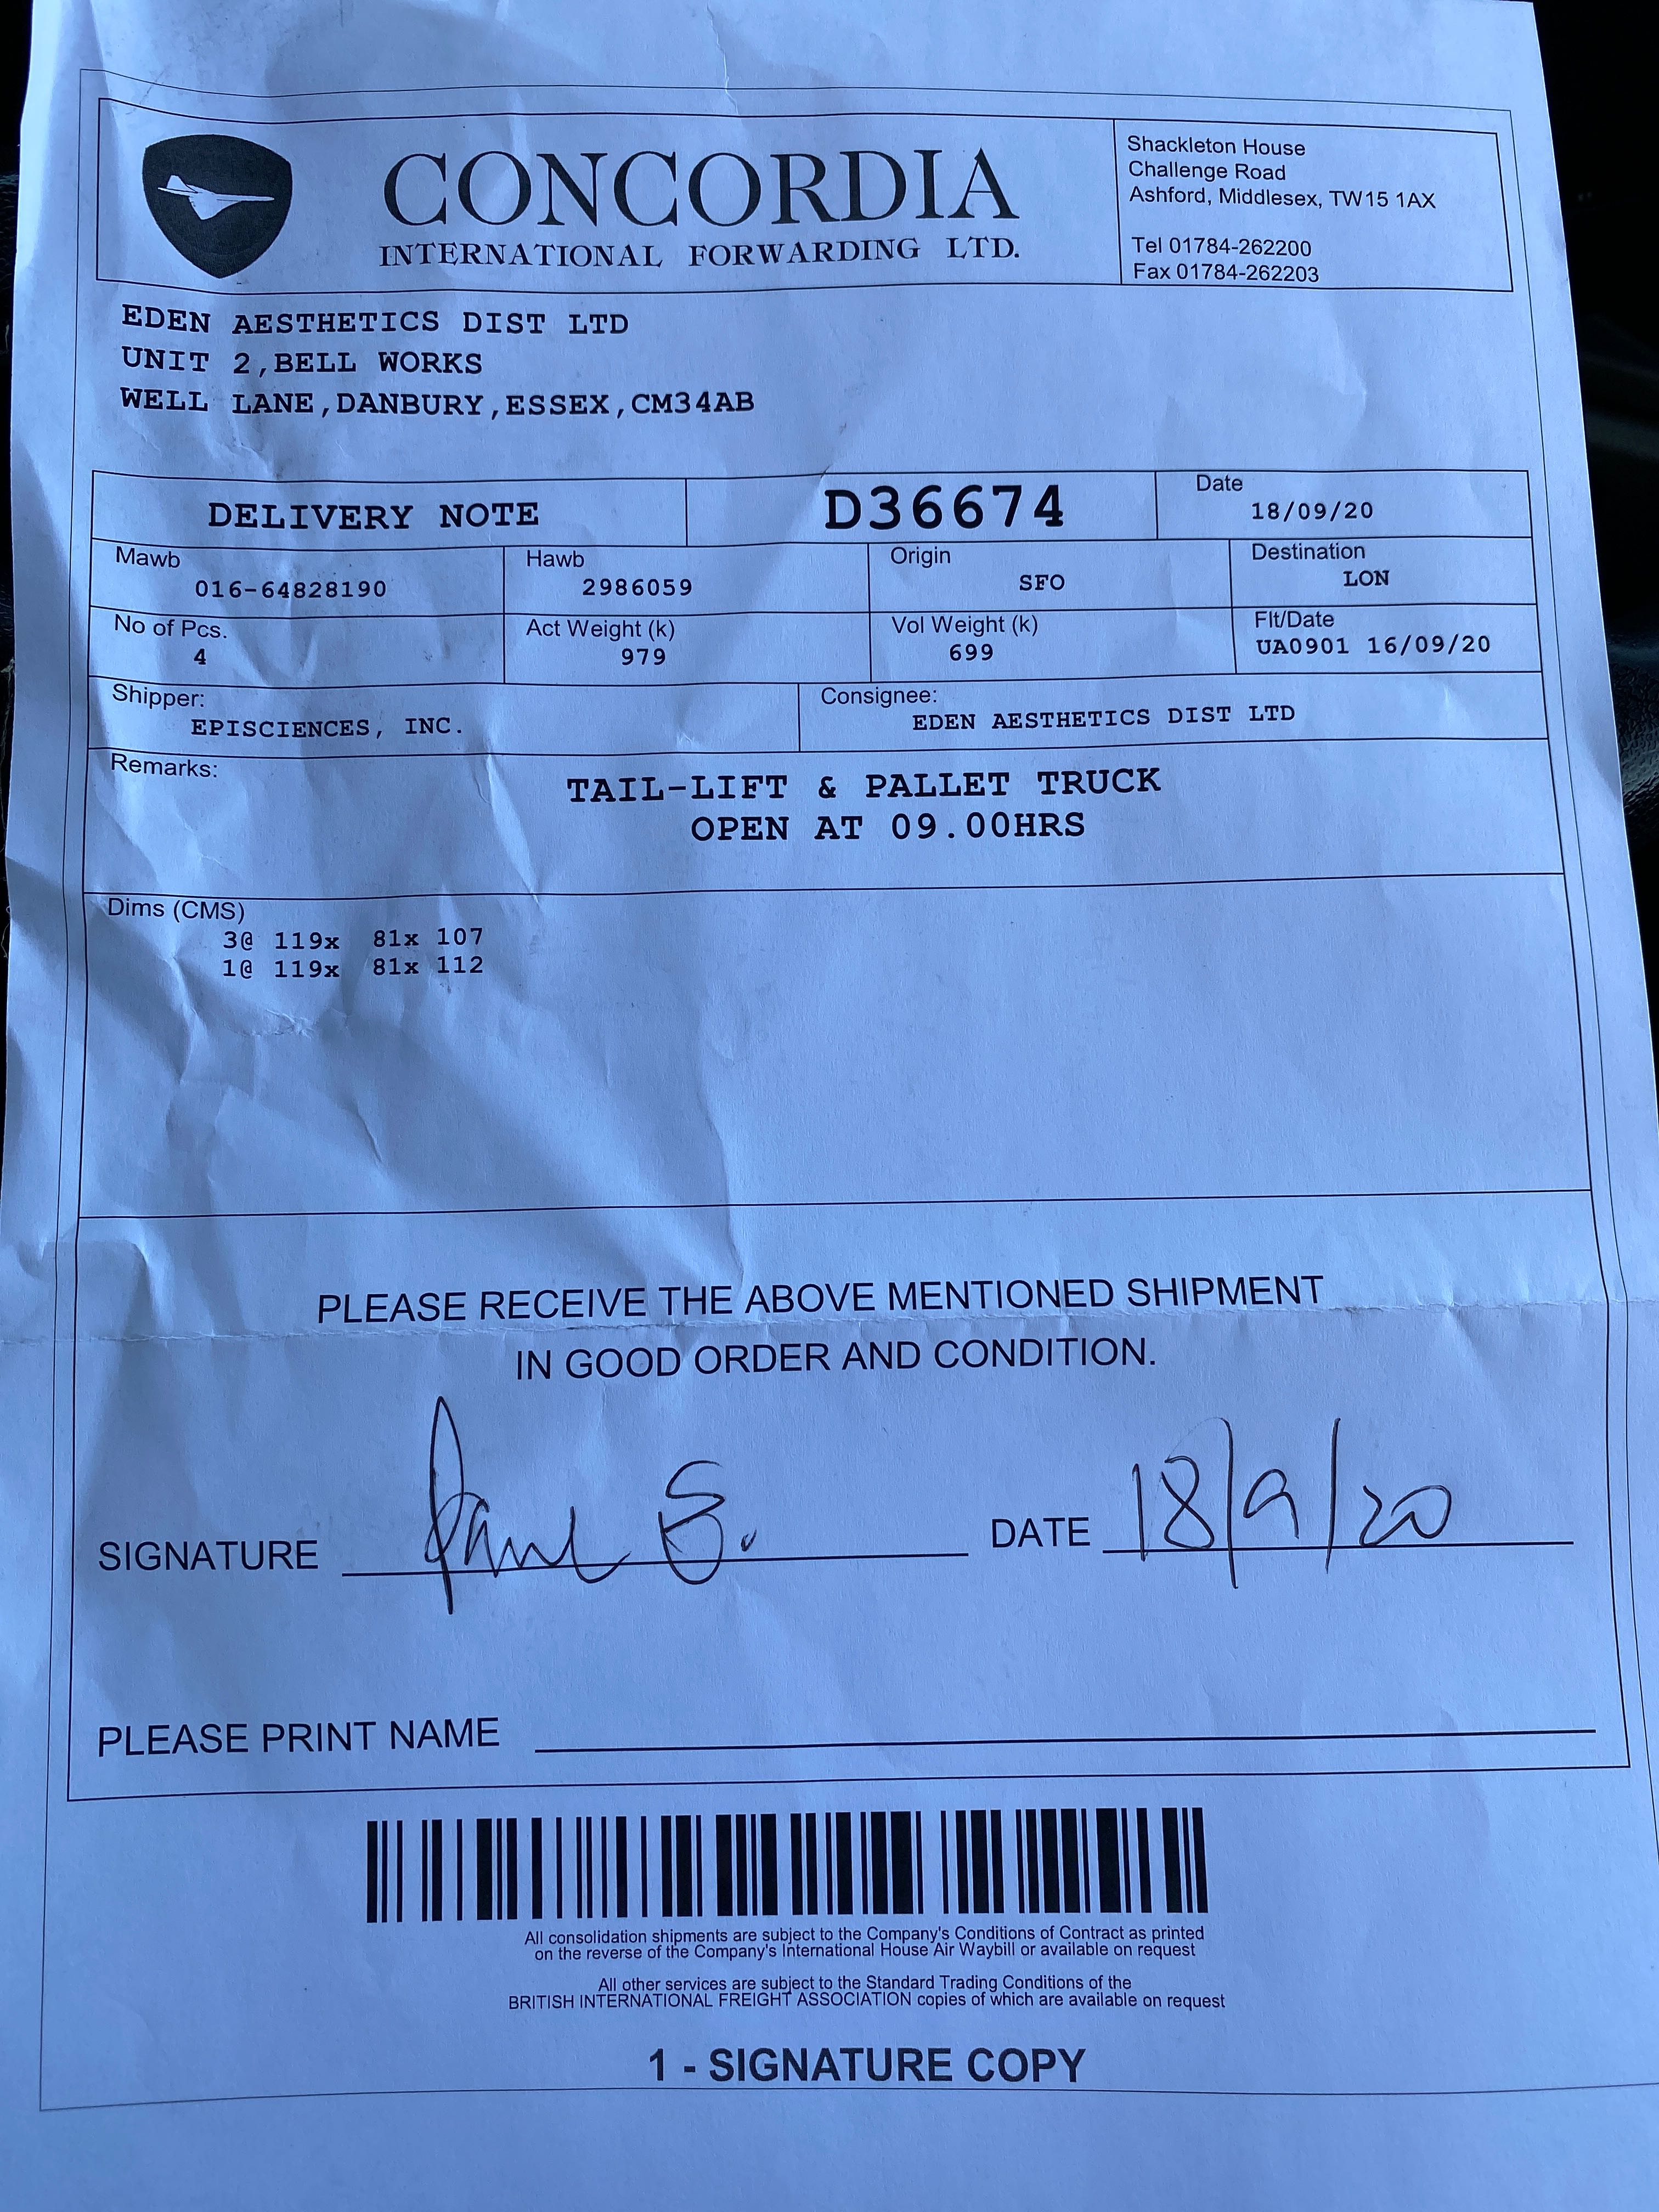 CONCORDIA
INTERNATIONAL FORWARDING LTD.
Shackleton House
Challenge Road
Ashford, Middlesex, TW15 1AX
Tel 01784-262200
Fax 01784-262203
EDEN AESTHETICS DIST LTD
UNIT 2,BELL WORKS
WELL LANE,DANBURY,ESSEX,CM34AB
DELIVERY NOTE D36674 Date
18/09/20
Mawb Hawb Origin Destination
016-64828190 2986059 SFO LON
No of Pcs. Act Weight (k) Vol Weight (k) Flt/Date
4 979 699 UA0901 16/09/20
Shipper: Consignee:
EPISCIENCES, INC. EDEN AESTHETICS DIST LTD
Remarks:
TAIL-LIFT & PALLET TRUCK
OPEN AT 09.00HRS
Dims (CMS)
3@ 119x 81x 107
1@ 119x 81x 112
PLEASE RECEIVE THE ABOVE MENTIONED SHIPMENT
IN GOOD ORDER AND CONDITION.
SIGNATURE DATE 18/9/20
PLEASE PRINT NAME
All consolidation shipments are subject to the Company's Conditions of Contract as printed
on the reverse of the Company's International House Air Waybill or available on request
All other services are subject to the Standard Trading Conditions of the
BRITISH INTERNATIONAL FREIGHT ASSOCIATION copies of which are available on request
1 - SIGNATURE COPY